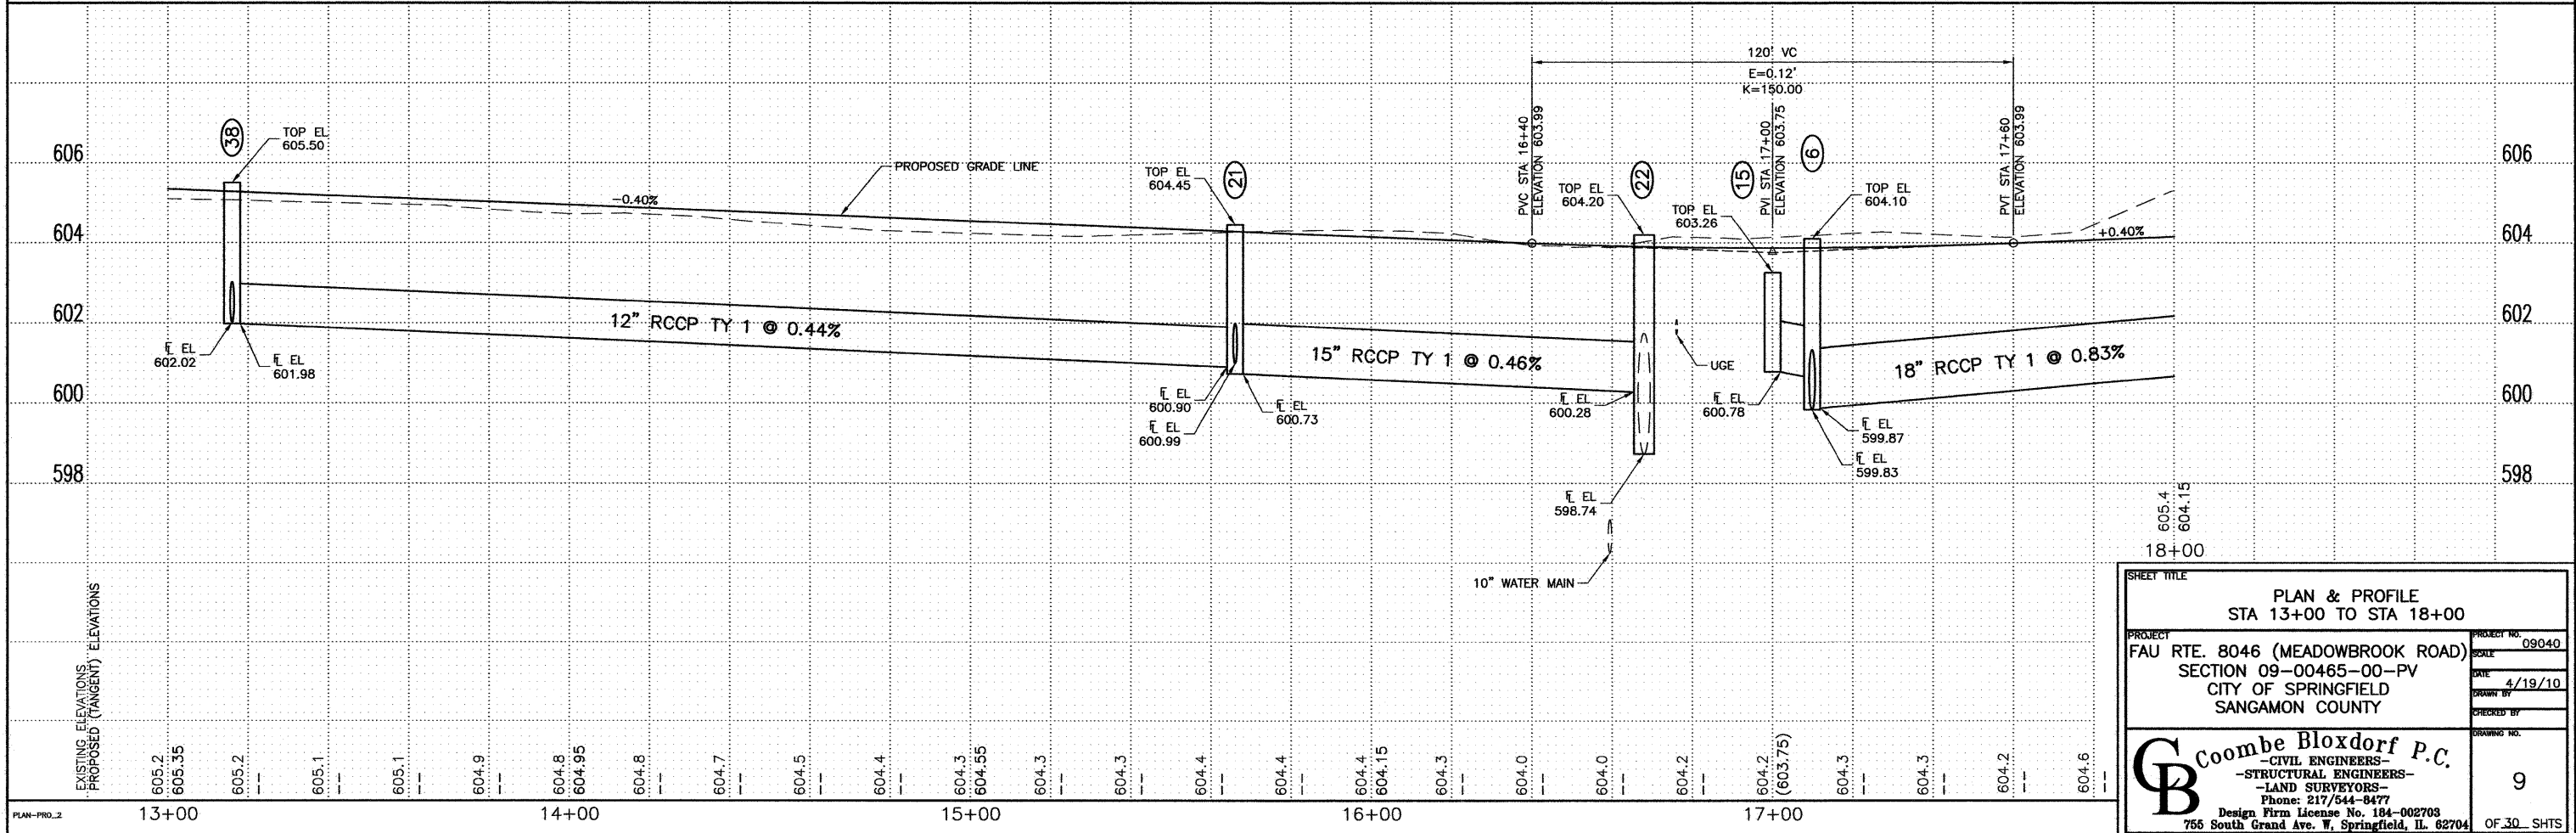 120' VC
E=0.12'
K=150.00
PVC STA 16+40
ELEVATION 603.99
PVI STA 17+00
ELEVATION 603.75
PVT STA 17+60
ELEVATION 603.99
606
604
602
600
598
606
604
602
600
598
38
TOP EL
605.50
PROPOSED GRADE LINE
-0.40%
TOP EL
604.45
21
TOP EL
604.20
22
TOP EL
603.26
15
6
TOP EL
604.10
+0.40%
12" RCCP TY 1 @ 0.44%
15" RCCP TY 1 @ 0.46%
18" RCCP TY 1 @ 0.83%
UGE
FL EL
602.02
FL EL
601.98
FL EL
600.90
FL EL
600.99
FL EL
600.73
FL EL
600.28
FL EL
600.78
FL EL
599.87
FL EL
599.83
FL EL
598.74
10" WATER MAIN
605.4
604.15
18+00
EXISTING ELEVATIONS
PROPOSED (TANGENT) ELEVATIONS
605.2
605.35
605.2
--
605.1
--
605.1
--
604.9
--
604.8
604.95
604.8
--
604.7
--
604.5
--
604.4
--
604.3
604.55
604.3
--
604.3
--
604.4
--
604.4
604.15
604.3
--
604.0
--
604.0
--
604.2
--
604.2
(603.75)
604.3
--
604.3
--
604.2
--
604.6
--
13+00
14+00
15+00
16+00
17+00
PLAN-PRO_2
SHEET TITLE
PLAN & PROFILE
STA 13+00 TO STA 18+00
PROJECT
FAU RTE. 8046 (MEADOWBROOK ROAD)
SECTION 09-00465-00-PV
CITY OF SPRINGFIELD
SANGAMON COUNTY
PROJECT NO.
09040
SCALE
DATE
4/19/10
DRAWN BY
CHECKED BY
CB
Coombe Bloxdorf P.C.
-CIVIL ENGINEERS-
-STRUCTURAL ENGINEERS-
-LAND SURVEYORS-
Phone: 217/544-8477
Design Firm License No. 184-002703
755 South Grand Ave. W, Springfield, IL. 62704
DRAWING NO.
9
OF 30 SHTS